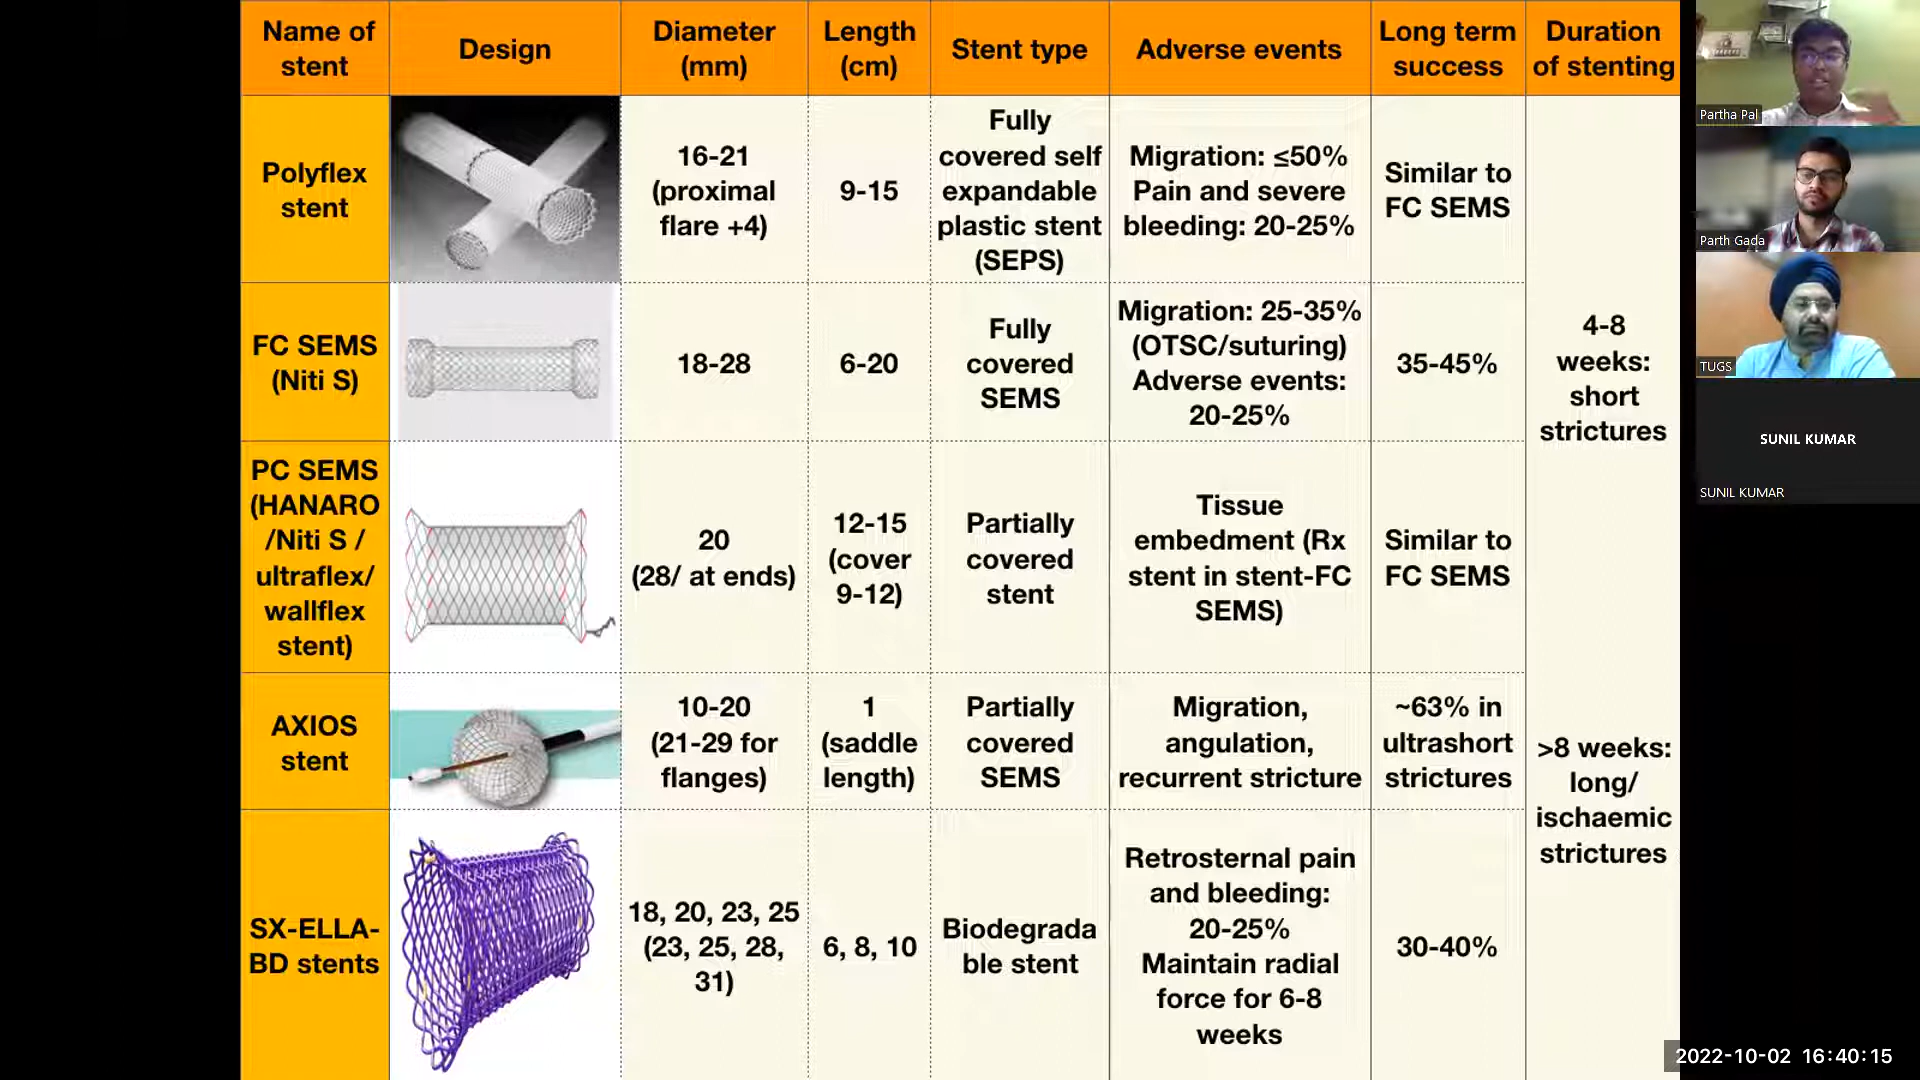 Name of
stent
Design
Diameter
(mm)
Length
(cm)
Stent type
Adverse events
Long term
success
Duration
of stenting
Polyflex
stent
16-21
(proximal
flare +4)
9-15
Fully
covered self
expandable
plastic stent
(SEPS)
Migration: ≤50%
Pain and severe
bleeding: 20-25%
Similar to
FC SEMS
FC SEMS
(Niti S)
18-28
6-20
Fully
covered
SEMS
Migration: 25-35%
(OTSC/suturing)
Adverse events:
20-25%
35-45%
4-8
weeks:
short
strictures
PC SEMS
(HANARO
/Niti S /
ultraflex/
wallflex
stent)
20
(28/ at ends)
12-15
(cover
9-12)
Partially
covered
stent
Tissue
embedment (Rx
stent in stent-FC
SEMS)
Similar to
FC SEMS
AXIOS
stent
10-20
(21-29 for
flanges)
1
(saddle
length)
Partially
covered
SEMS
Migration,
angulation,
recurrent stricture
~63% in
ultrashort
strictures
>8 weeks:
long/
ischaemic
strictures
SX-ELLA-
BD stents
18, 20, 23, 25
(23, 25, 28,
31)
6, 8, 10
Biodegrada
ble stent
Retrosternal pain
and bleeding:
20-25%
Maintain radial
force for 6-8
weeks
30-40%
Partha Pal
Parth Gada
TUGS
SUNIL KUMAR
SUNIL KUMAR
2022-10-02 16:40:15